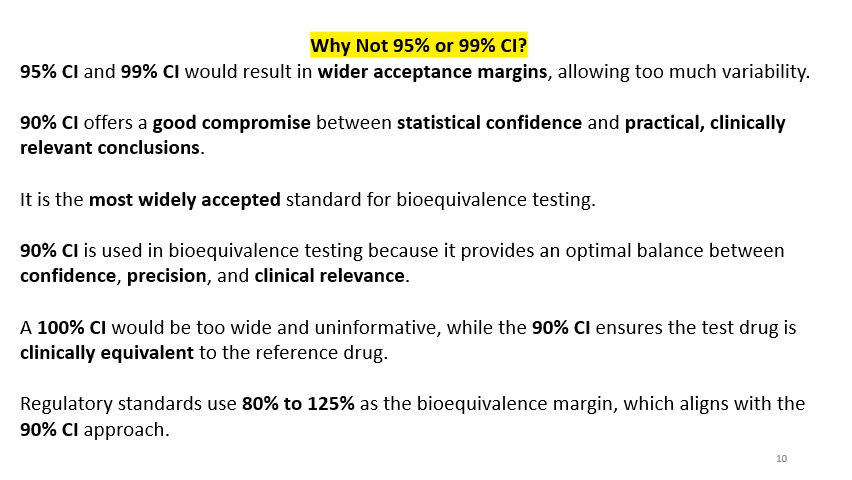 Why Not 95% or 99% CI?
95% CI and 99% CI would result in wider acceptance margins, allowing too much variability.
90% CI offers a good compromise between statistical confidence and practical, clinically
relevant conclusions.
It is the most widely accepted standard for bioequivalence testing.
90% CI is used in bioequivalence testing because it provides an optimal balance between
confidence, precision, and clinical relevance.
A 100% CI would be too wide and uninformative, while the 90% CI ensures the test drug is
clinically equivalent to the reference drug.
Regulatory standards use 80% to 125% as the bioequivalence margin, which aligns with the
90% CI approach.
10